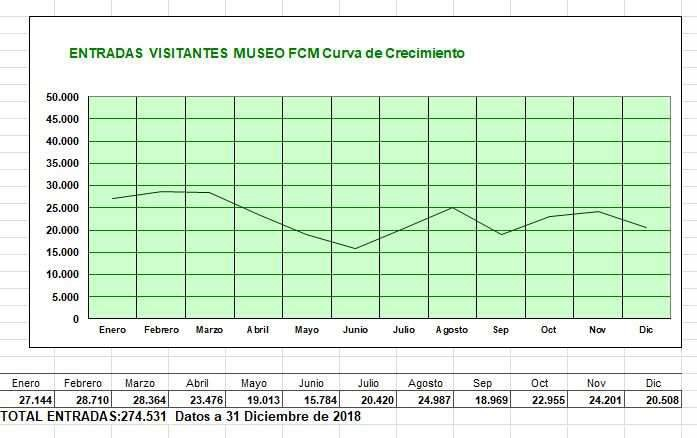 ENTRADAS VISITANTES MUSEO FCM Curva de Crecimiento
50.000
45.000
40.000
35.000
30.000
25.000
20.000
15.000
10.000
5.000
0
Enero Febrero Marzo Abril Mayo Junio Julio Agosto Sep Oct Nov Dic
Enero Febrero Marzo Abril Mayo Junio Julio Agosto Sep Oct Nov Dic
27.144 28.710 28.364 23.476 19.013 15.784 20.420 24.987 18.969 22.955 24.201 20.508
TOTAL ENTRADAS:274.531 Datos a 31 Diciembre de 2018